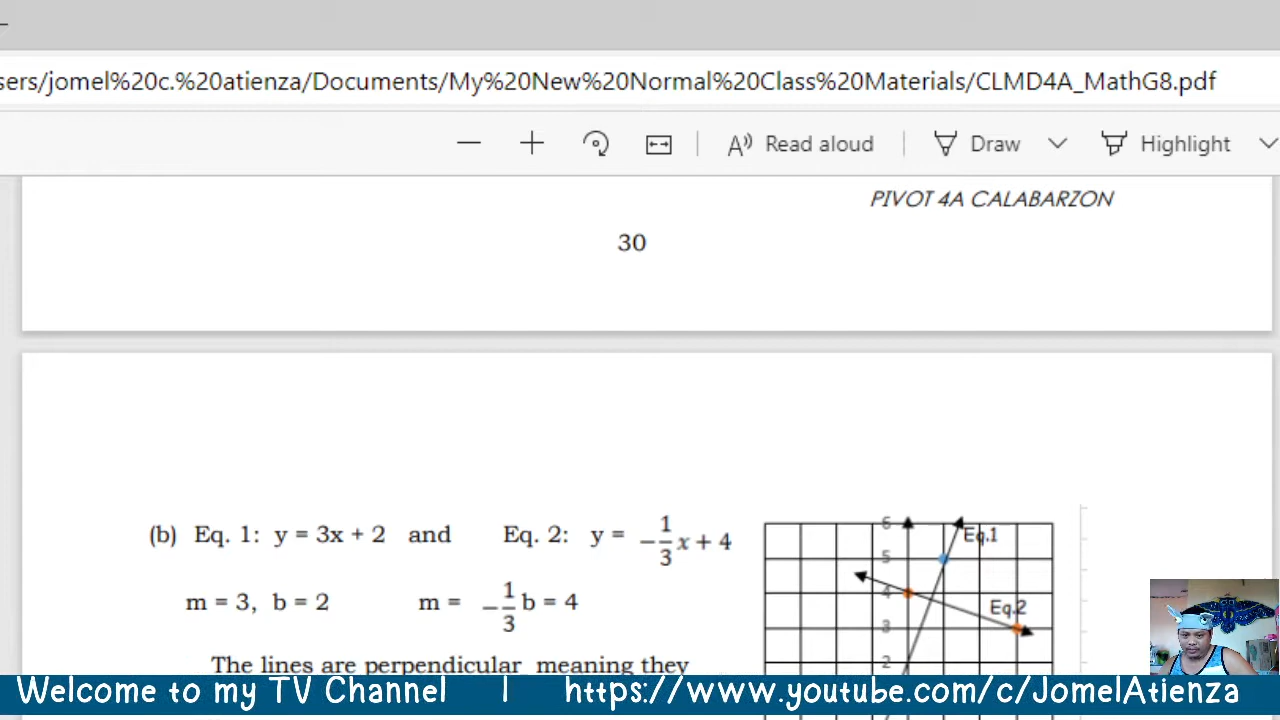 sers/jomel%20c.%20atienza/Documents/My%20New%20Normal%20Class%20Materials/CLMD4A_MathG8.pdf
Read aloud Draw Highlight
PIVOT 4A CALABARZON
30
(b) Eq. 1: y = 3x + 2 and Eq. 2: y = -1/3 x + 4
m = 3, b = 2 m = -1/3 b = 4
The lines are perpendicular meaning they
6
Eq.1
5
4
Eq.2
3
2
Welcome to my TV Channel | https://www.youtube.com/c/JomelAtienza